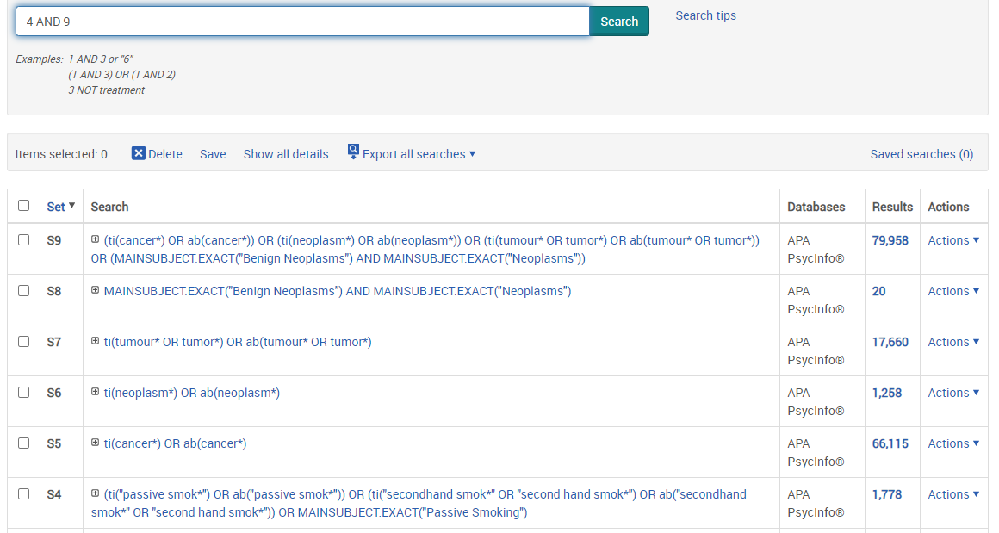 4 AND 9
Search
Search tips
Examples: 1 AND 3 or "6"
(1 AND 3) OR (1 AND 2)
3 NOT treatment
Items selected: 0 Delete Save Show all details Export all searches Saved searches (0)
Set Search Databases Results Actions
S9 (ti(cancer*) OR ab(cancer*)) OR (ti(neoplasm*) OR ab(neoplasm*)) OR (ti(tumour* OR tumor*) OR ab(tumour* OR tumor*)) APA 79,958 Actions
OR (MAINSUBJECT.EXACT("Benign Neoplasms") AND MAINSUBJECT.EXACT("Neoplasms")) PsycInfo®
S8 MAINSUBJECT.EXACT("Benign Neoplasms") AND MAINSUBJECT.EXACT("Neoplasms") APA 20 Actions
PsycInfo®
S7 ti(tumour* OR tumor*) OR ab(tumour* OR tumor*) APA 17,660 Actions
PsycInfo®
S6 ti(neoplasm*) OR ab(neoplasm*) APA 1,258 Actions
PsycInfo®
S5 ti(cancer*) OR ab(cancer*) APA 66,115 Actions
PsycInfo®
S4 (ti("passive smok*") OR ab("passive smok*")) OR (ti("secondhand smok*" OR "second hand smok*") OR ab("secondhand APA 1,778 Actions
smok*" OR "second hand smok*")) OR MAINSUBJECT.EXACT("Passive Smoking") PsycInfo®